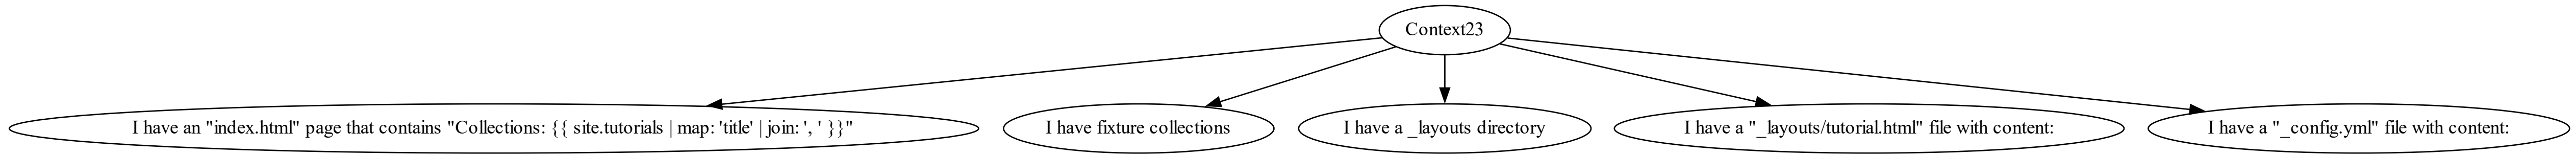 Context23
I have an "index.html" page that contains "Collections: {{ site.tutorials | map: 'title' | join: ', ' }}"
I have fixture collections
I have a _layouts directory
I have a "_layouts/tutorial.html" file with content:
I have a "_config.yml" file with content: